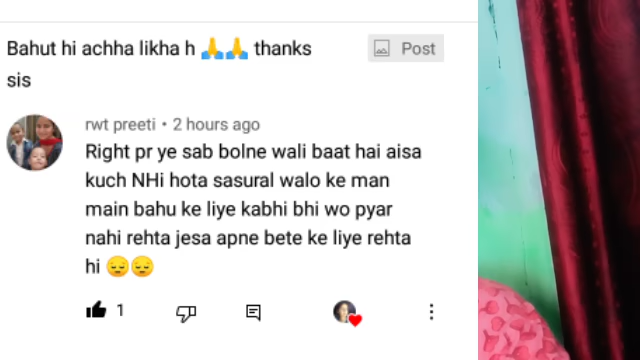 Bahut hi achha likha h 🙏🙏 thanks
Post
sis
rwt preeti • 2 hours ago
Right pr ye sab bolne wali baat hai aisa
kuch NHi hota sasural walo ke man
main bahu ke liye kabhi bhi wo pyar
nahi rehta jesa apne bete ke liye rehta
hi 😔😔
1